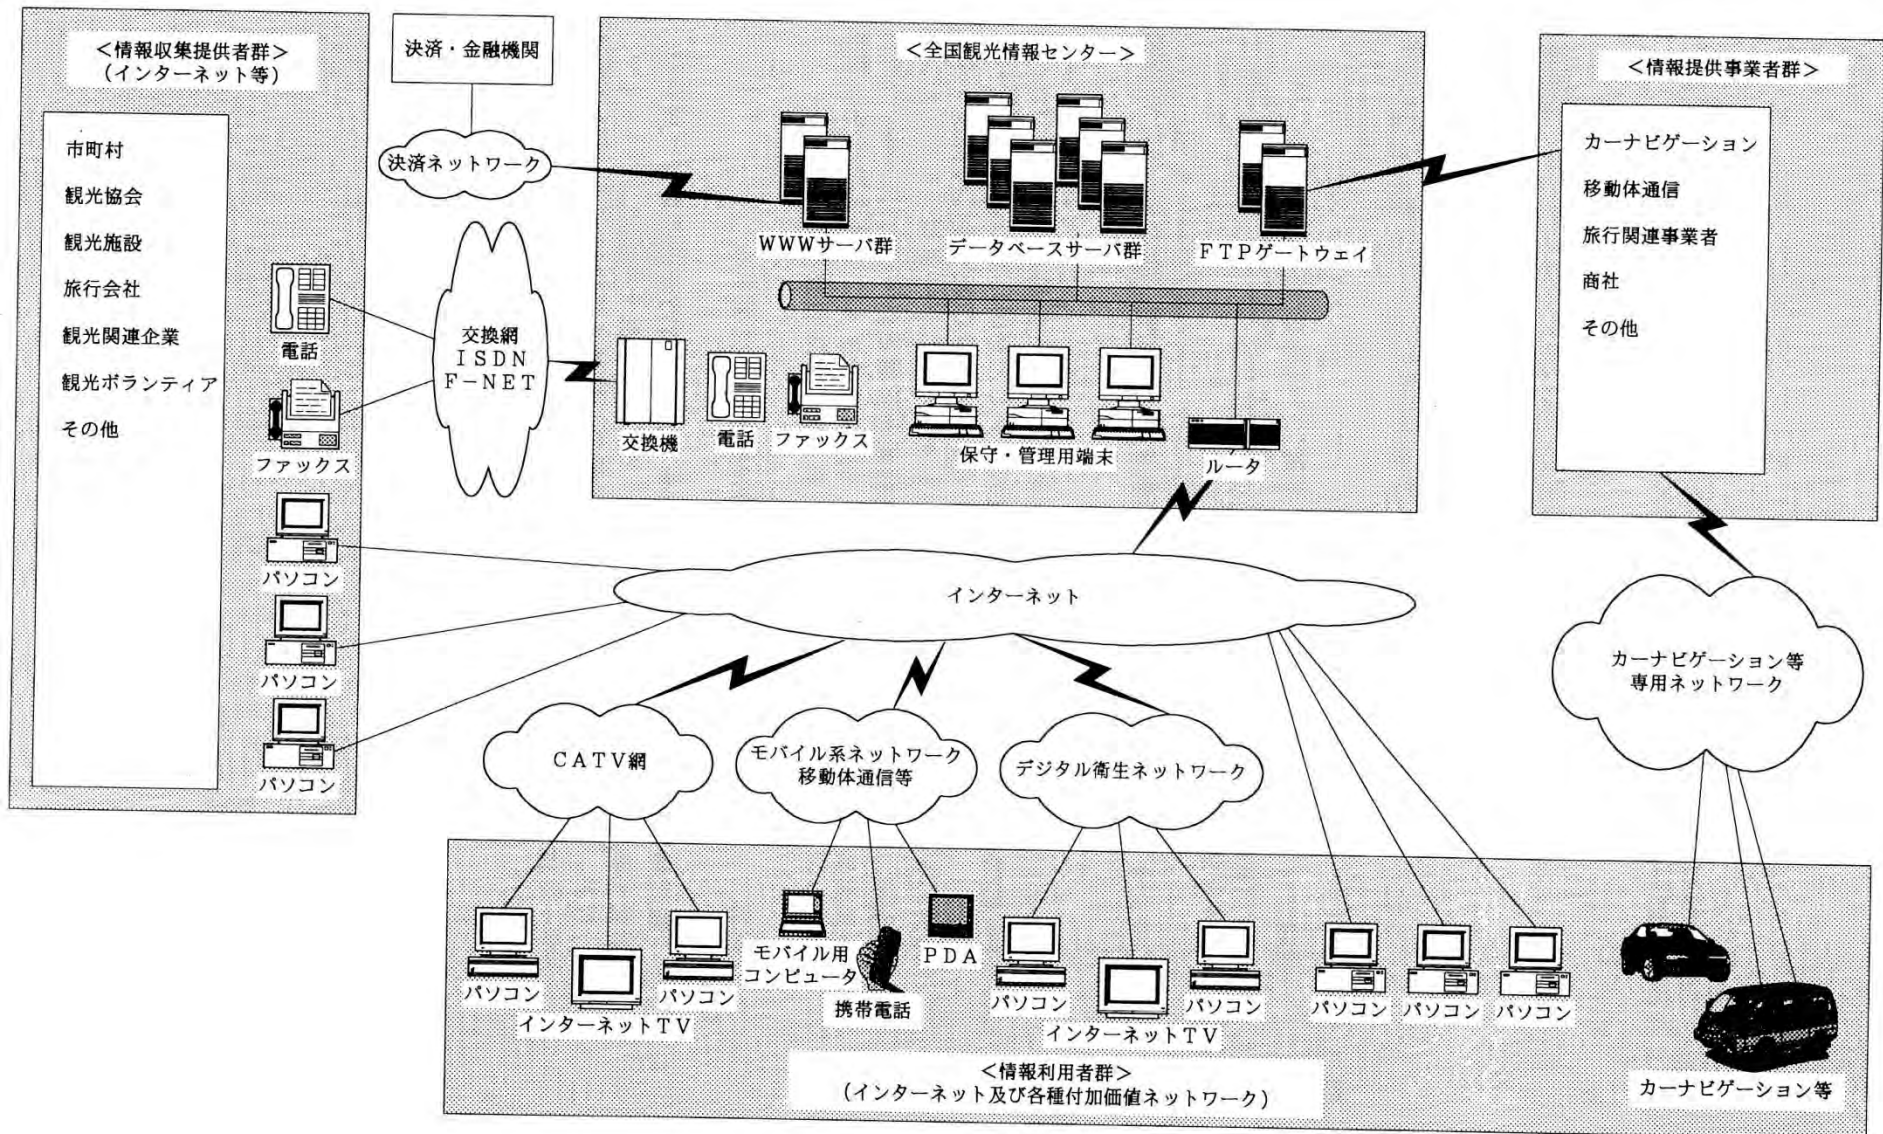 ＜情報収集提供者群＞
（インターネット等）
市町村
観光協会
観光施設
旅行会社
観光関連企業
観光ボランティア
その他
電話
ファックス
パソコン
パソコン
パソコン
決済・金融機関
決済ネットワーク
交換網
ＩＳＤＮ
Ｆ－ＮＥＴ
＜全国観光情報センター＞
ＷＷＷサーバ群
データベースサーバ群
ＦＴＰゲートウェイ
交換機
電話
ファックス
保守・管理用端末
ルータ
＜情報提供事業者群＞
カーナビゲーション
移動体通信
旅行関連事業者
商社
その他
インターネット
カーナビゲーション等
専用ネットワーク
ＣＡＴＶ網
モバイル系ネットワーク
移動体通信等
デジタル衛生ネットワーク
パソコン
インターネットＴＶ
パソコン
モバイル用
コンピュータ
携帯電話
ＰＤＡ
パソコン
インターネットＴＶ
パソコン
パソコン
パソコン
パソコン
カーナビゲーション等
＜情報利用者群＞
（インターネット及び各種付加価値ネットワーク）